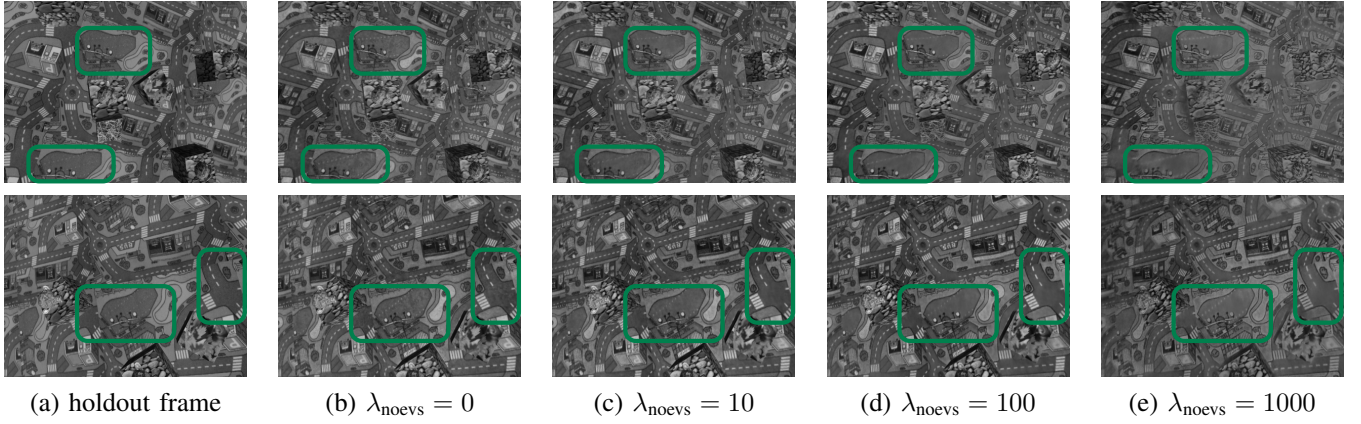 (a) holdout frame
(b) λnoevs = 0
(c) λnoevs = 10
(d) λnoevs = 100
(e) λnoevs = 1000